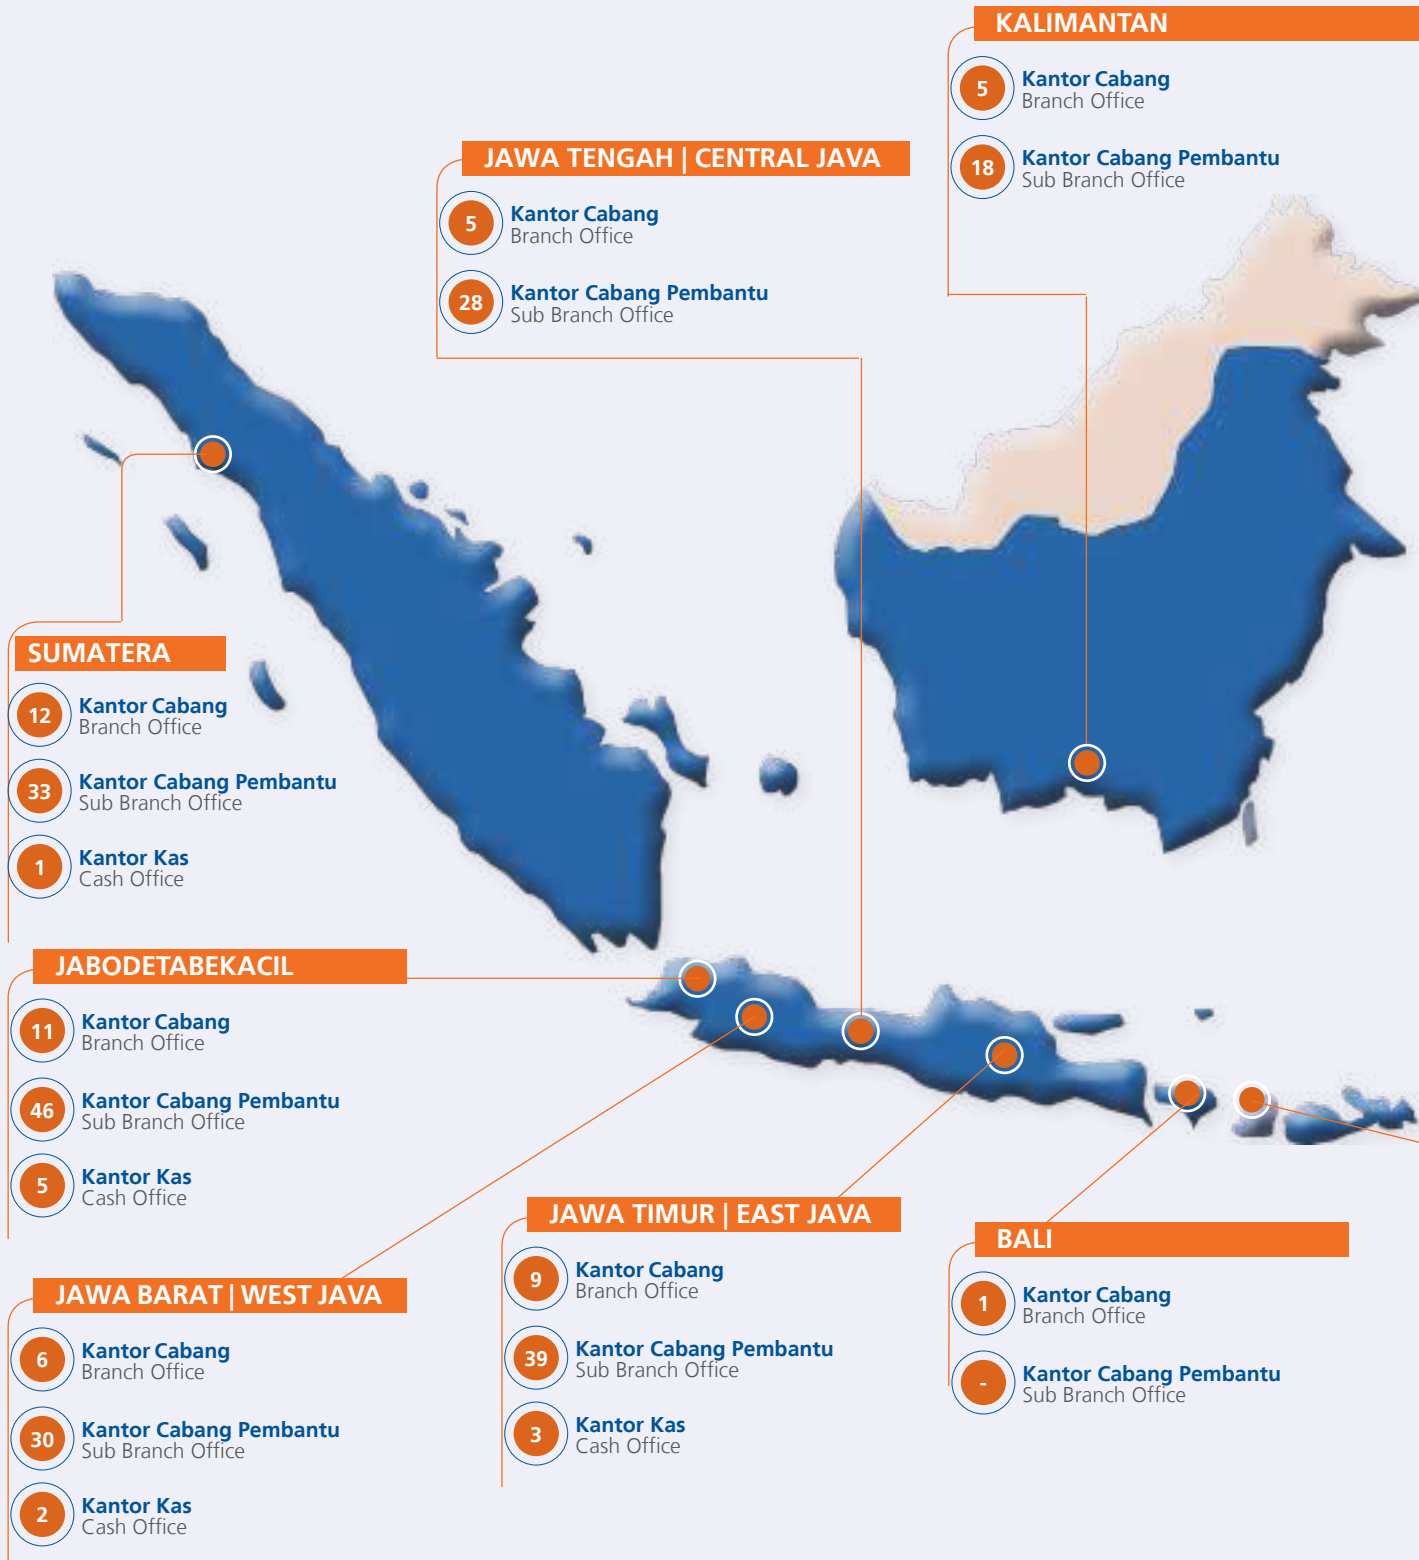 KALIMANTAN
5
Kantor Cabang
Branch Office
18
Kantor Cabang Pembantu
Sub Branch Office
JAWA TENGAH | CENTRAL JAVA
5
Kantor Cabang
Branch Office
28
Kantor Cabang Pembantu
Sub Branch Office
SUMATERA
12
Kantor Cabang
Branch Office
33
Kantor Cabang Pembantu
Sub Branch Office
1
Kantor Kas
Cash Office
JABODETABEKACIL
11
Kantor Cabang
Branch Office
46
Kantor Cabang Pembantu
Sub Branch Office
5
Kantor Kas
Cash Office
JAWA BARAT | WEST JAVA
6
Kantor Cabang
Branch Office
30
Kantor Cabang Pembantu
Sub Branch Office
2
Kantor Kas
Cash Office
JAWA TIMUR | EAST JAVA
9
Kantor Cabang
Branch Office
39
Kantor Cabang Pembantu
Sub Branch Office
3
Kantor Kas
Cash Office
BALI
1
Kantor Cabang
Branch Office
-
Kantor Cabang Pembantu
Sub Branch Office